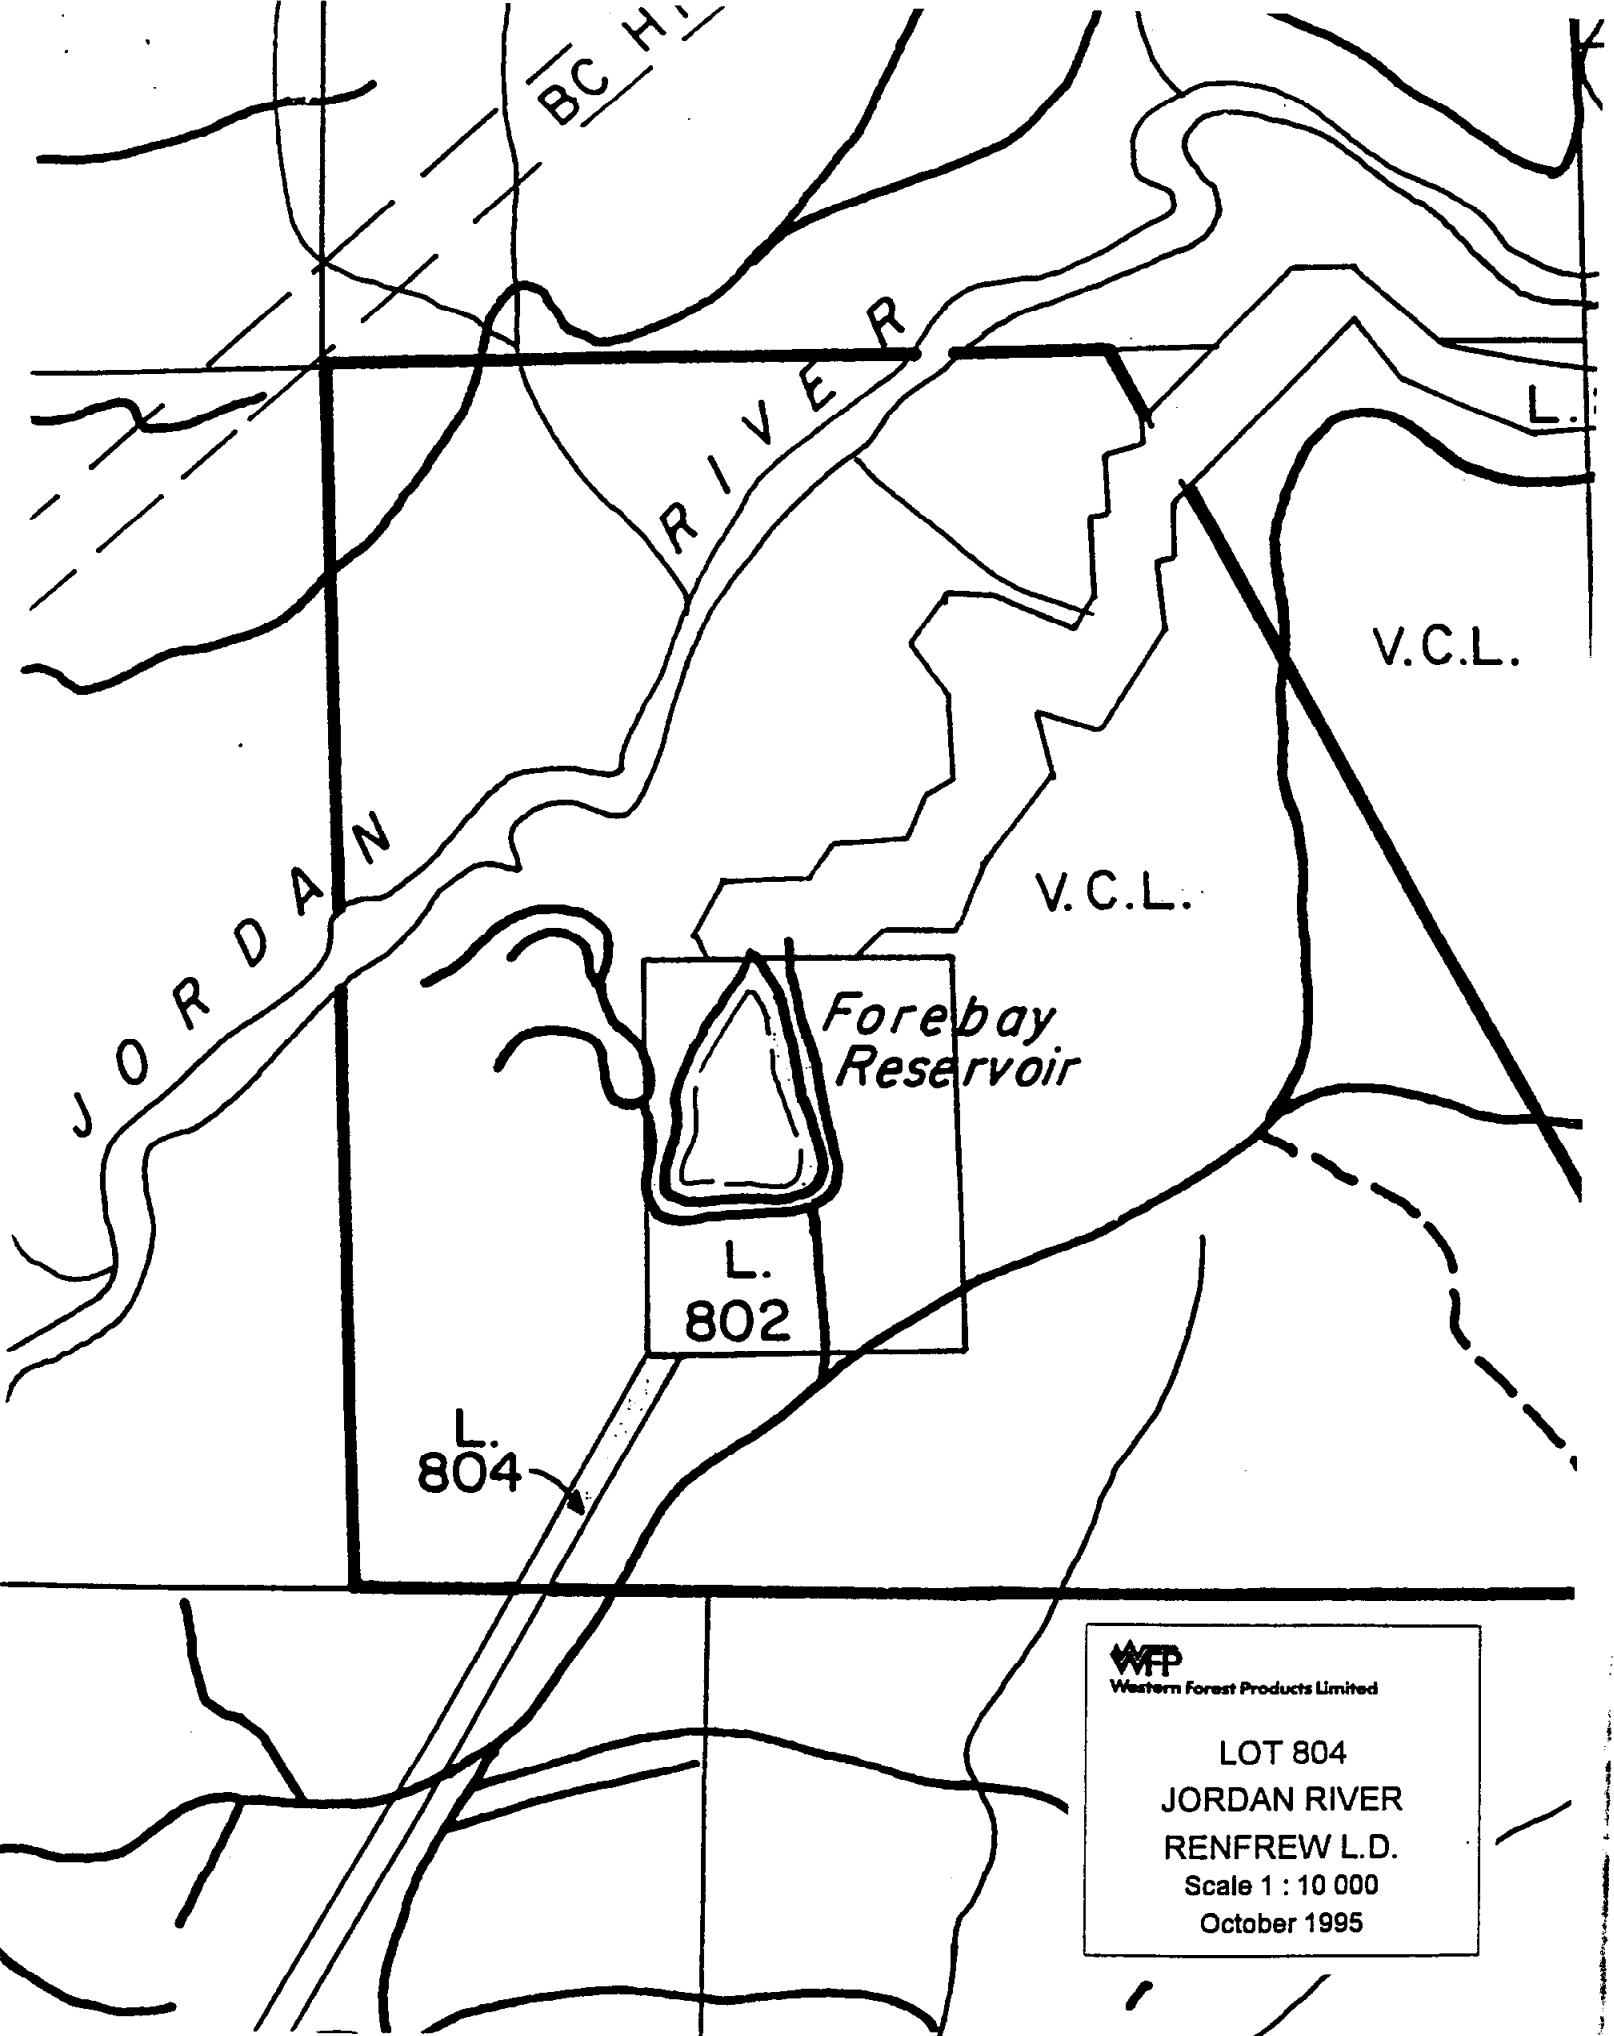 BC H
RIVER
L.
V.C.L.
JORDAN
V.C.L.
Forebay
Reservoir
L.
802
L.
804
WFP
Western Forest Products Limited
LOT 804
JORDAN RIVER
RENFREW L.D.
Scale 1 : 10 000
October 1995